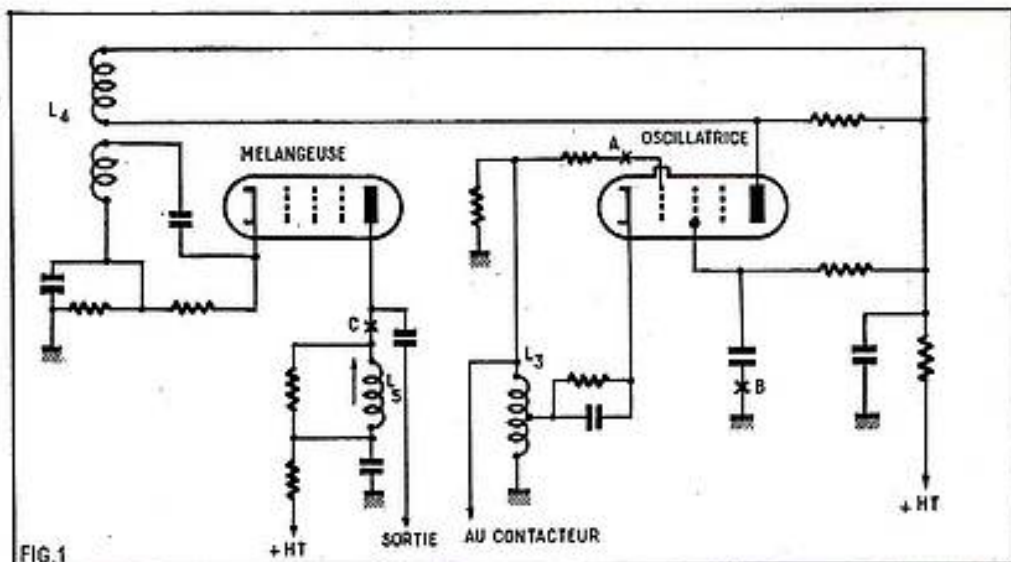 L4
MELANGEUSE
A
OSCILLATRICE
C
L5
L3
B
+HT
SORTIE
AU CONTACTEUR
+HT
FIG.1